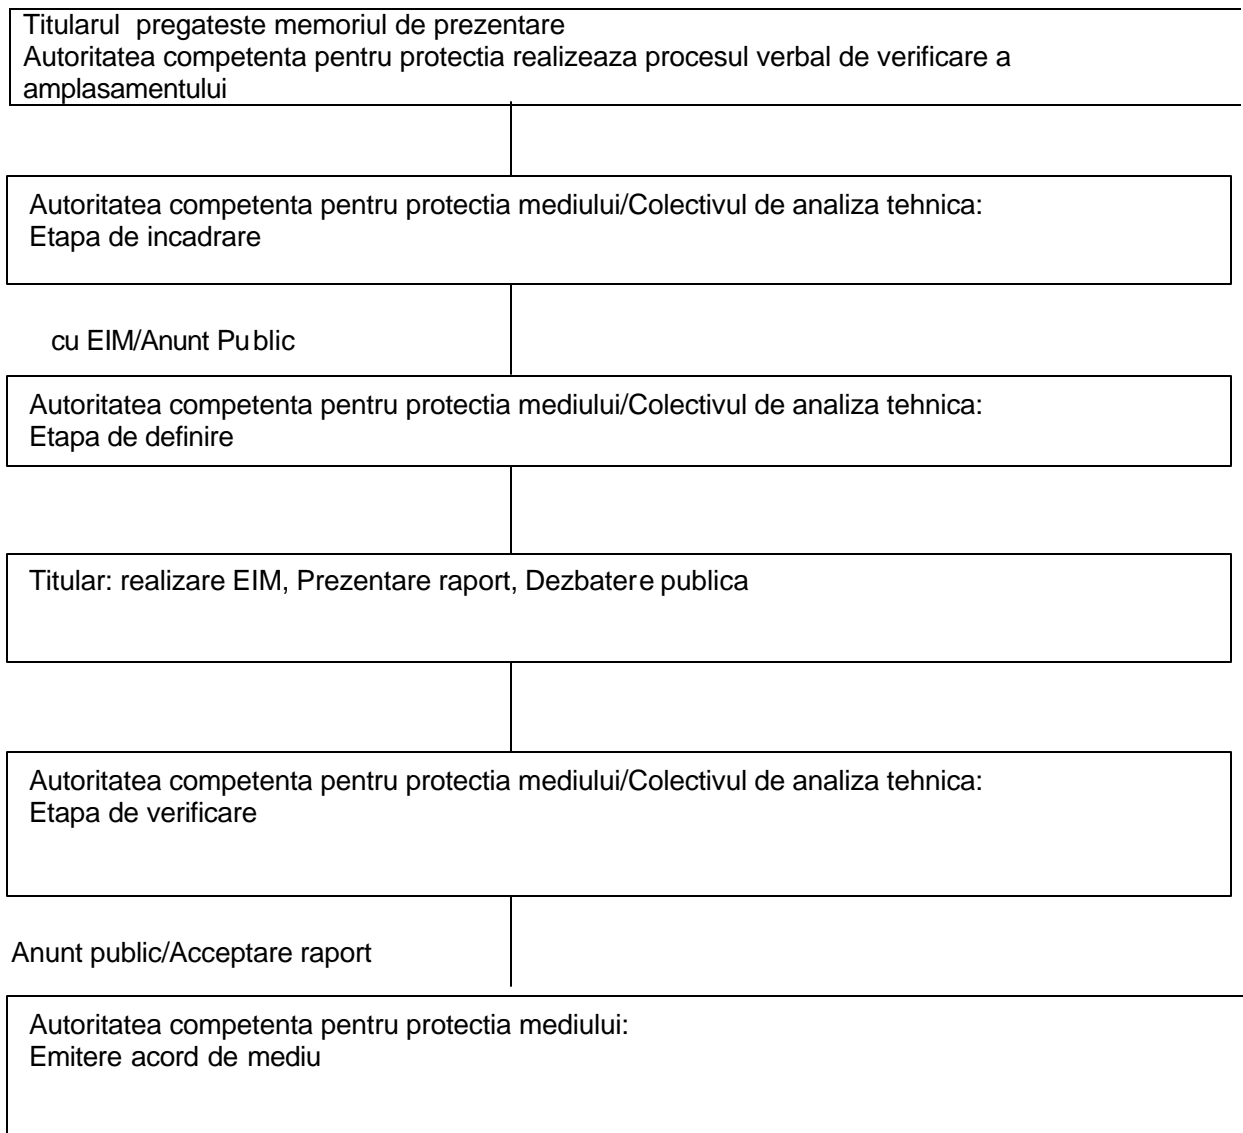 Titularul pregateste memoriul de prezentare
Autoritatea competenta pentru protectia realizeaza procesul verbal de verificare a
amplasamentului
Autoritatea competenta pentru protectia mediului/Colectivul de analiza tehnica:
Etapa de incadrare
cu EIM/Anunt Public
Autoritatea competenta pentru protectia mediului/Colectivul de analiza tehnica:
Etapa de definire
Titular: realizare EIM, Prezentare raport, Dezbatere publica
Autoritatea competenta pentru protectia mediului/Colectivul de analiza tehnica:
Etapa de verificare
Anunt public/Acceptare raport
Autoritatea competenta pentru protectia mediului:
Emitere acord de mediu